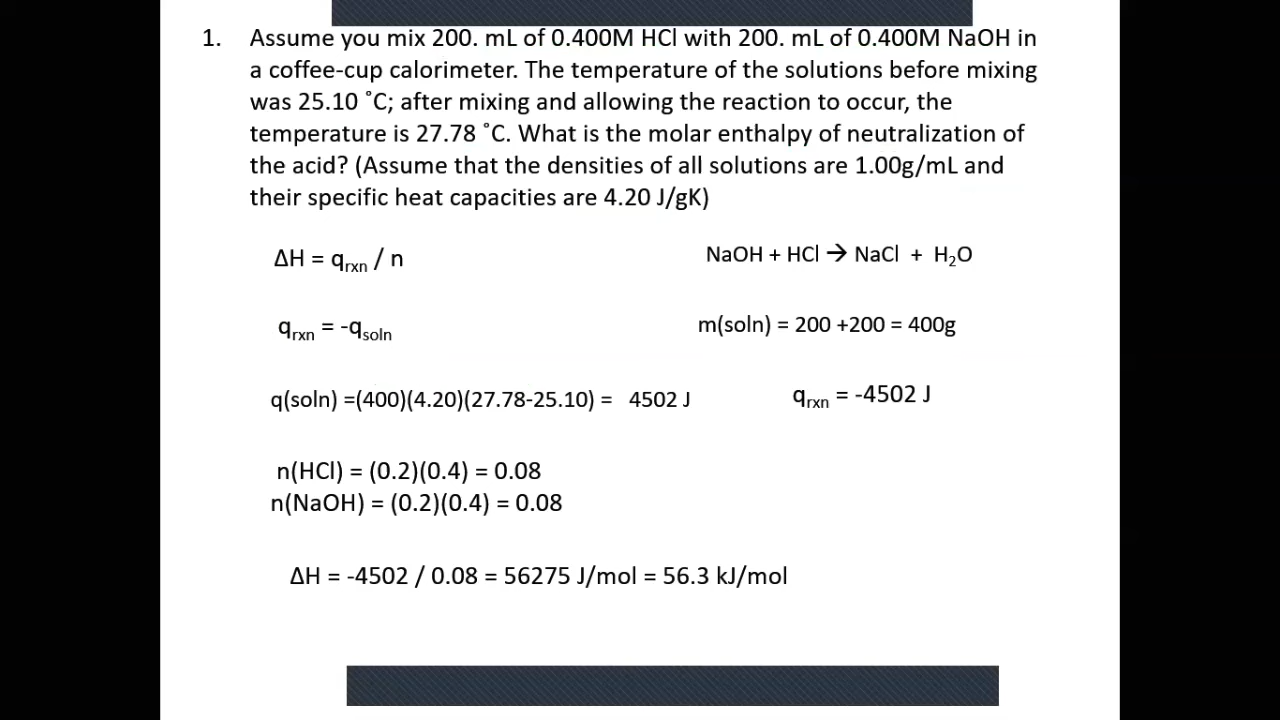 1. Assume you mix 200. mL of 0.400M HCl with 200. mL of 0.400M NaOH in
a coffee-cup calorimeter. The temperature of the solutions before mixing
was 25.10 ˚C; after mixing and allowing the reaction to occur, the
temperature is 27.78 ˚C. What is the molar enthalpy of neutralization of
the acid? (Assume that the densities of all solutions are 1.00g/mL and
their specific heat capacities are 4.20 J/gK)
ΔH = qrxn / n
NaOH + HCl → NaCl + H₂O
qrxn = -qsoln
m(soln) = 200 +200 = 400g
q(soln) =(400)(4.20)(27.78-25.10) = 4502 J
qrxn = -4502 J
n(HCl) = (0.2)(0.4) = 0.08
n(NaOH) = (0.2)(0.4) = 0.08
ΔH = -4502 / 0.08 = 56275 J/mol = 56.3 kJ/mol